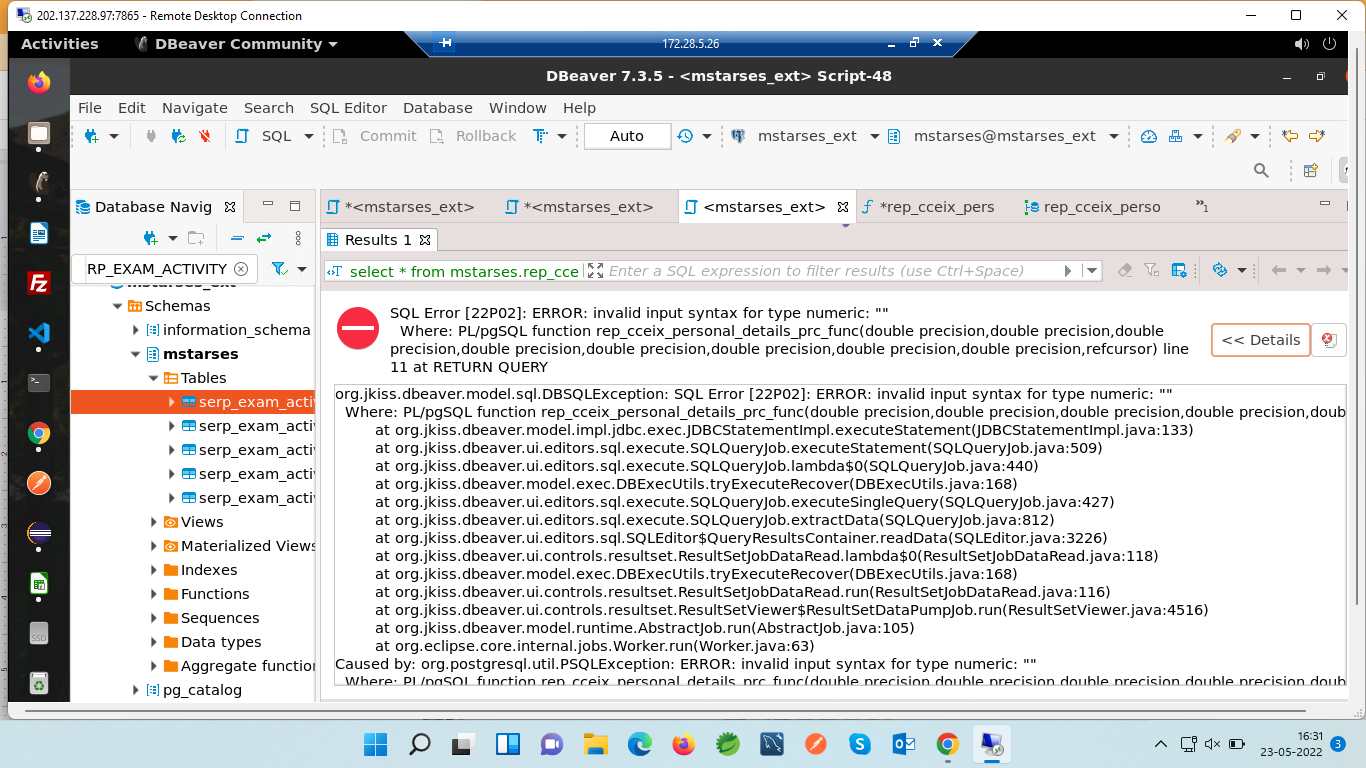 202.137.228.97:7865 - Remote Desktop Connection
Activities
DBeaver Community
172.28.5.26
DBeaver 7.3.5 - <mstarses_ext> Script-48
File Edit Navigate Search SQL Editor Database Window Help
SQL Commit Rollback Auto mstarses_ext mstarses@mstarses_ext
Database Navig
*<mstarses_ext> *<mstarses_ext> <mstarses_ext> *rep_cceix_pers rep_cceix_perso »1
Results 1
RP_EXAM_ACTIVITY
select * from mstarses.rep_cce
Enter a SQL expression to filter results (use Ctrl+Space)
Schemas
information_schema
mstarses
Tables
serp_exam_acti
serp_exam_acti
serp_exam_acti
serp_exam_acti
serp_exam_acti
Views
Materialized Views
Indexes
Functions
Sequences
Data types
Aggregate function
pg_catalog
SQL Error [22P02]: ERROR: invalid input syntax for type numeric: ""
Where: PL/pgSQL function rep_cceix_personal_details_prc_func(double precision,double precision,double
precision,double precision,double precision,double precision,double precision,double precision,refcursor) line
11 at RETURN QUERY
<< Details
org.jkiss.dbeaver.model.sql.DBSQLException: SQL Error [22P02]: ERROR: invalid input syntax for type numeric: ""
Where: PL/pgSQL function rep_cceix_personal_details_prc_func(double precision,double precision,double precision,double precision,doub
at org.jkiss.dbeaver.model.impl.jdbc.exec.JDBCStatementImpl.executeStatement(JDBCStatementImpl.java:133)
at org.jkiss.dbeaver.ui.editors.sql.execute.SQLQueryJob.executeStatement(SQLQueryJob.java:509)
at org.jkiss.dbeaver.ui.editors.sql.execute.SQLQueryJob.lambda$0(SQLQueryJob.java:440)
at org.jkiss.dbeaver.model.exec.DBExecUtils.tryExecuteRecover(DBExecUtils.java:168)
at org.jkiss.dbeaver.ui.editors.sql.execute.SQLQueryJob.executeSingleQuery(SQLQueryJob.java:427)
at org.jkiss.dbeaver.ui.editors.sql.execute.SQLQueryJob.extractData(SQLQueryJob.java:812)
at org.jkiss.dbeaver.ui.editors.sql.SQLEditor$QueryResultsContainer.readData(SQLEditor.java:3226)
at org.jkiss.dbeaver.ui.controls.resultset.ResultSetJobDataRead.lambda$0(ResultSetJobDataRead.java:118)
at org.jkiss.dbeaver.model.exec.DBExecUtils.tryExecuteRecover(DBExecUtils.java:168)
at org.jkiss.dbeaver.ui.controls.resultset.ResultSetJobDataRead.run(ResultSetJobDataRead.java:116)
at org.jkiss.dbeaver.ui.controls.resultset.ResultSetViewer$ResultSetDataPumpJob.run(ResultSetViewer.java:4516)
at org.jkiss.dbeaver.model.runtime.AbstractJob.run(AbstractJob.java:105)
at org.eclipse.core.internal.jobs.Worker.run(Worker.java:63)
Caused by: org.postgresql.util.PSQLException: ERROR: invalid input syntax for type numeric: ""
Where: PL/pgSQL function rep_cceix_personal_details_prc_func(double precision,double precision,double precision,double precision,doub
16:31
23-05-2022
3